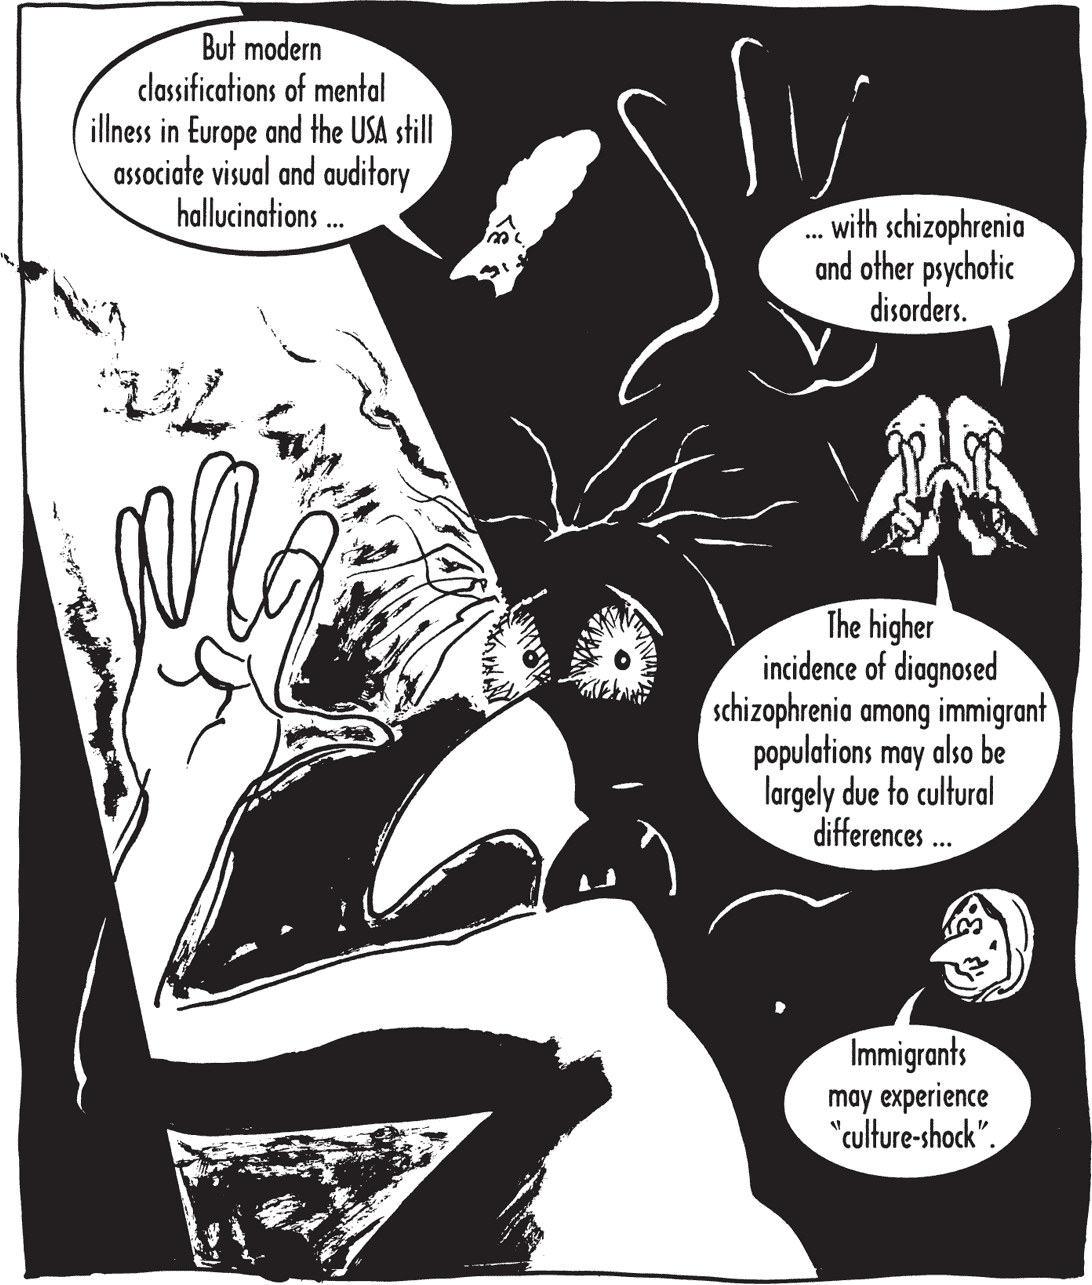 But modern
classifications of mental
illness in Europe and the USA still
associate visual and auditory
hallucinations ...
... with schizophrenia
and other psychotic
disorders.
The higher
incidence of diagnosed
schizophrenia among immigrant
populations may also be
largely due to cultural
differences ...
Immigrants
may experience
“culture-shock”.